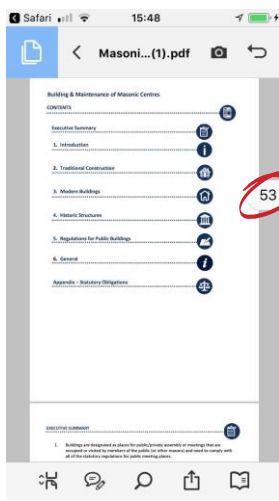 Safari 15:48
Masoni...(1).pdf
Building & Maintenance of Masonic Centres
CONTENTS
Executive Summary
1. Introduction
2. Traditional Construction
3. Modern Buildings
53
4. Historic Structures
5. Regulations for Public Buildings
6. General
Appendix - Statutory Obligations
EXECUTIVE SUMMARY
1. Buildings are designated as places for public/private assembly or meetings that are
occupied or visited by members of the public (or other reasons) and need to comply with
all of the statutory regulations for public meeting places.